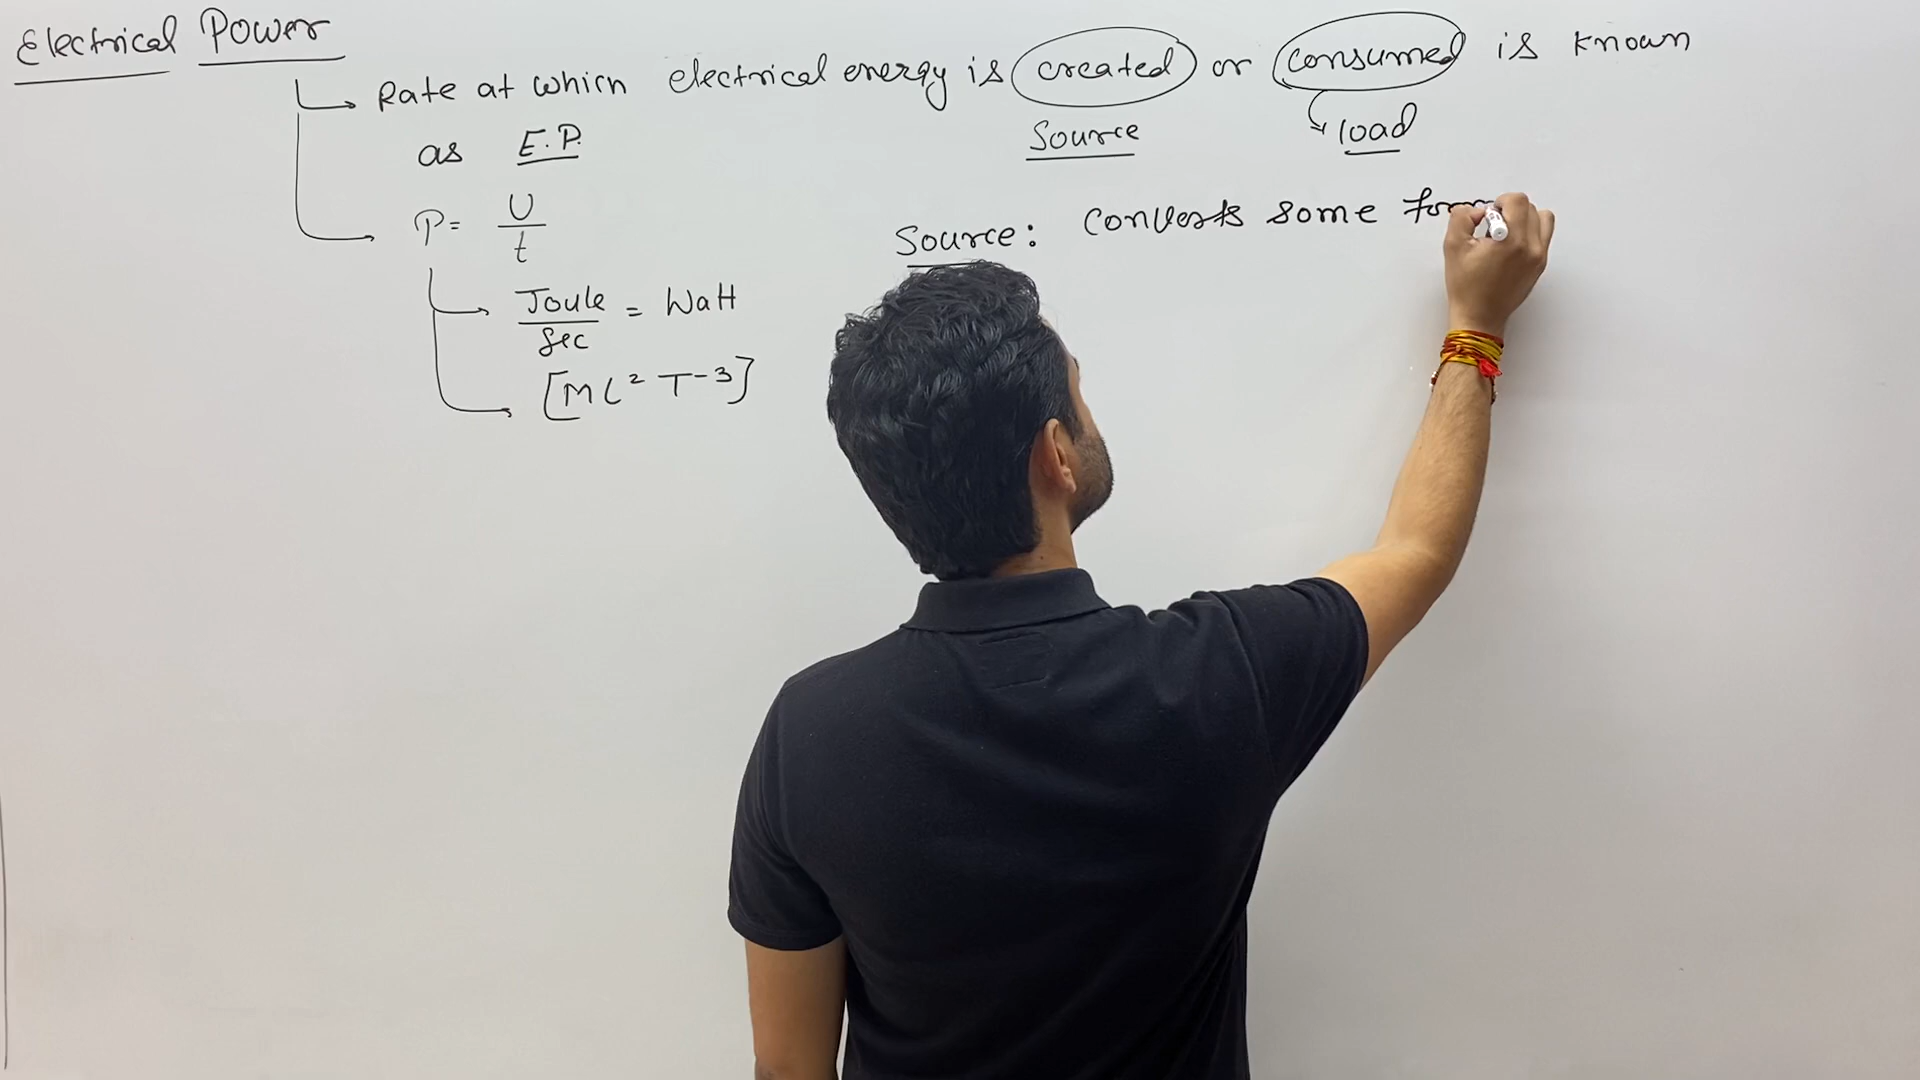 Electrical Power
Rate at which electrical energy is created or consumed is known
as E.P.
Source
load
P = U/t
Source: Converts some form
Joule/Sec = Watt
[ML² T-3]